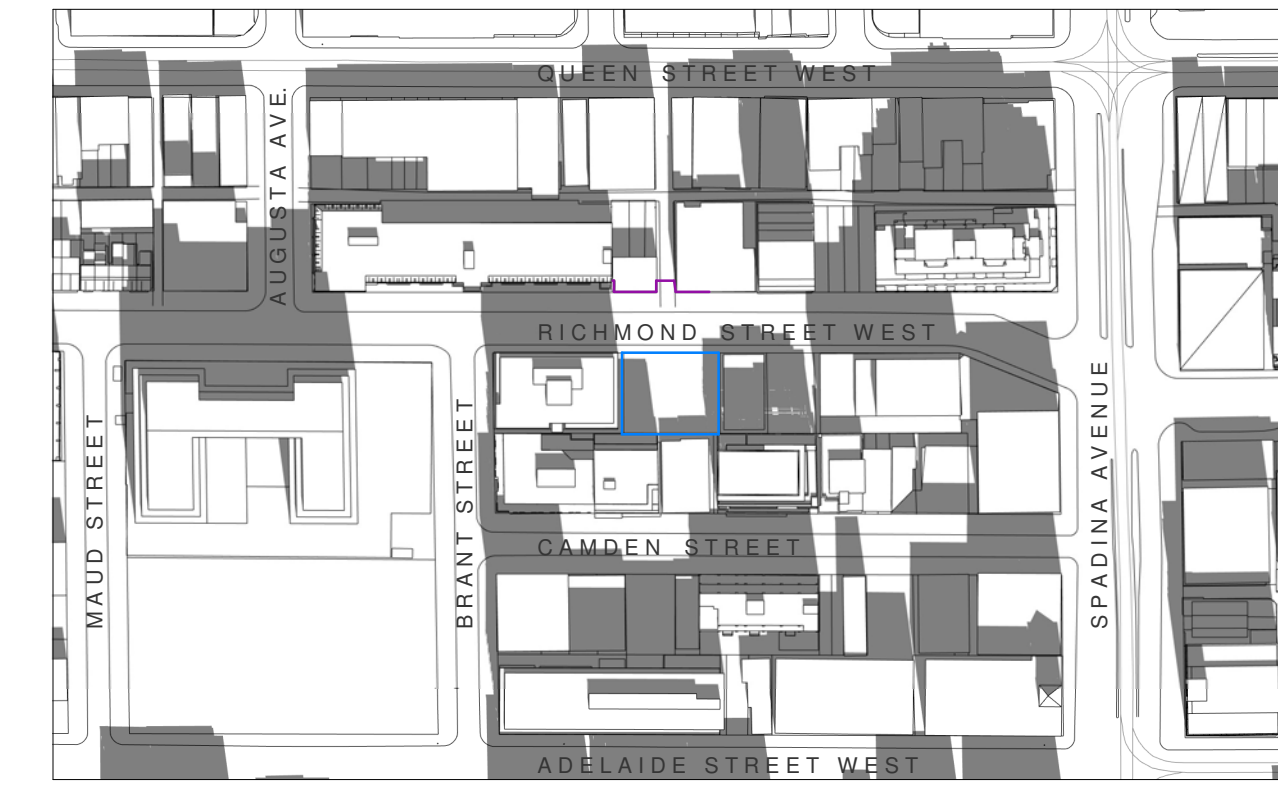 QUEEN STREET WEST
AUGUSTA AVE.
RICHMOND STREET WEST
MAUD STREET
BRANT STREET
SPADINA AVENUE
CAMDEN STREET
ADELAIDE STREET WEST